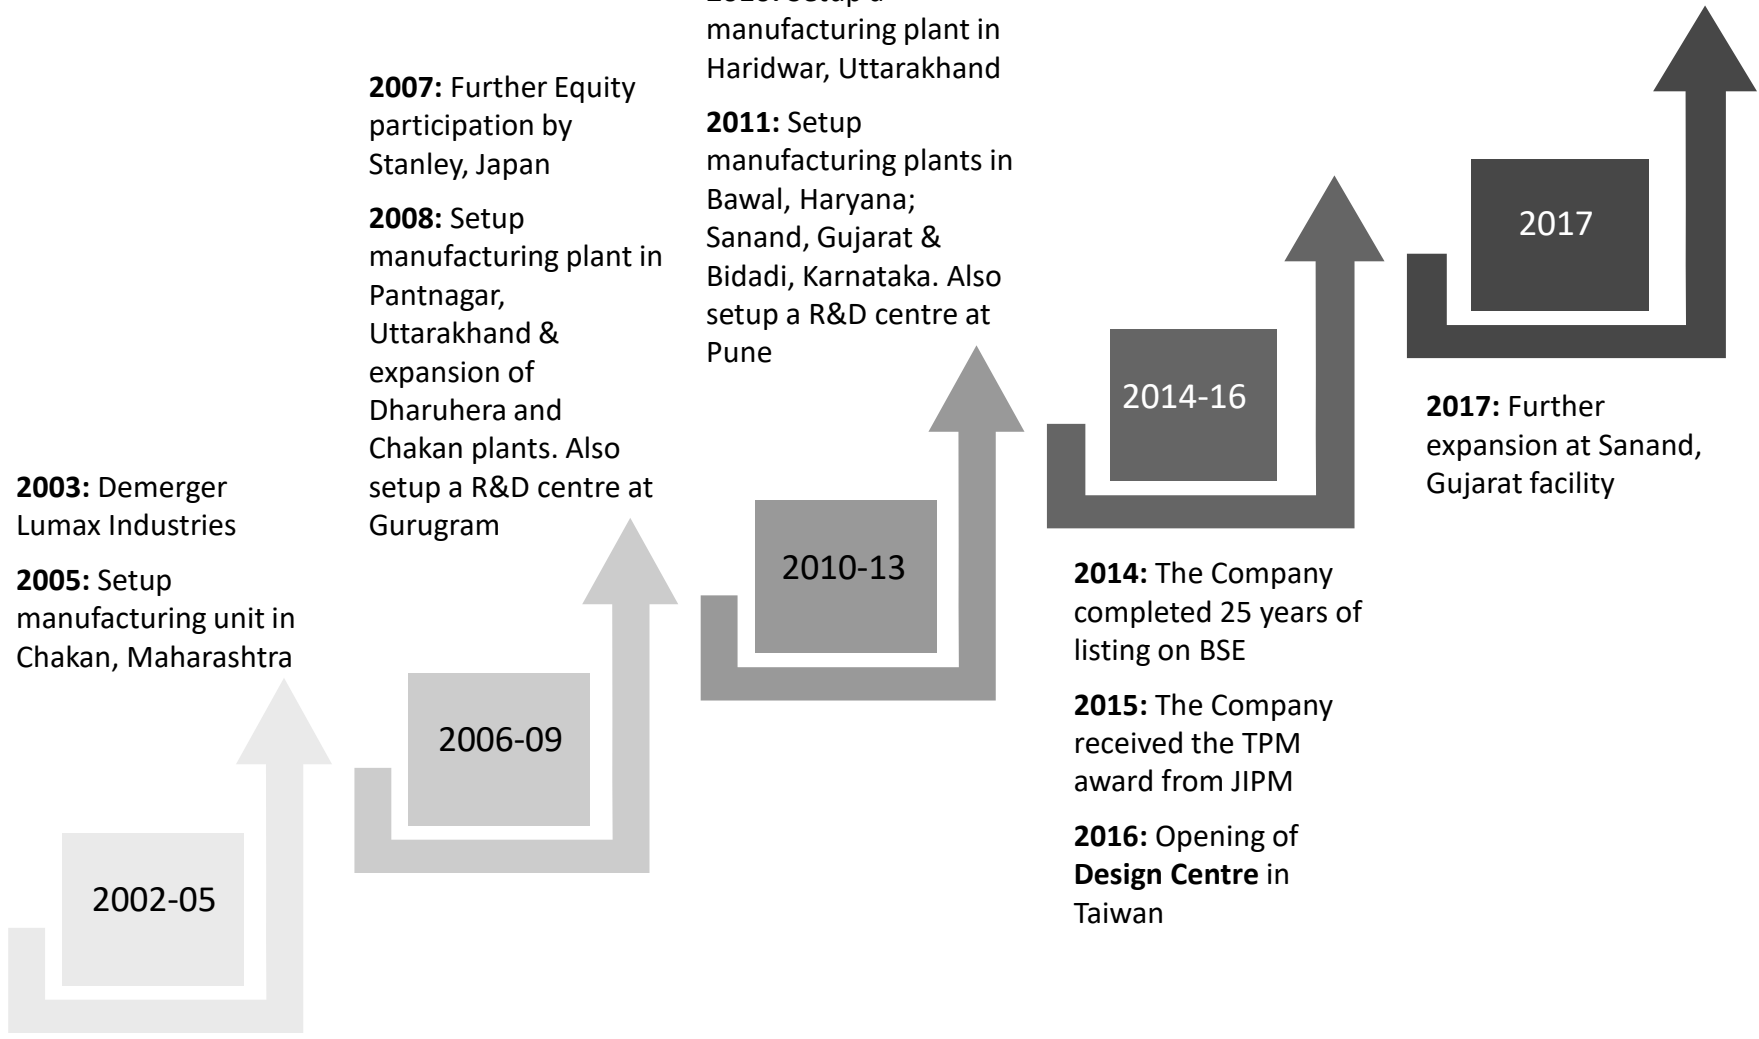 2002-05
2003: Demerger
Lumax Industries
2005: Setup
manufacturing unit in
Chakan, Maharashtra
2006-09
2007: Further Equity
participation by
Stanley, Japan
2008: Setup
manufacturing plant in
Pantnagar,
Uttarakhand &
expansion of
Dharuhera and
Chakan plants. Also
setup a R&D centre at
Gurugram
2010-13
manufacturing plant in
Haridwar, Uttarakhand
2011: Setup
manufacturing plants in
Bawal, Haryana;
Sanand, Gujarat &
Bidadi, Karnataka. Also
setup a R&D centre at
Pune
2014-16
2014: The Company
completed 25 years of
listing on BSE
2015: The Company
received the TPM
award from JIPM
2016: Opening of
Design Centre in
Taiwan
2017
2017: Further
expansion at Sanand,
Gujarat facility